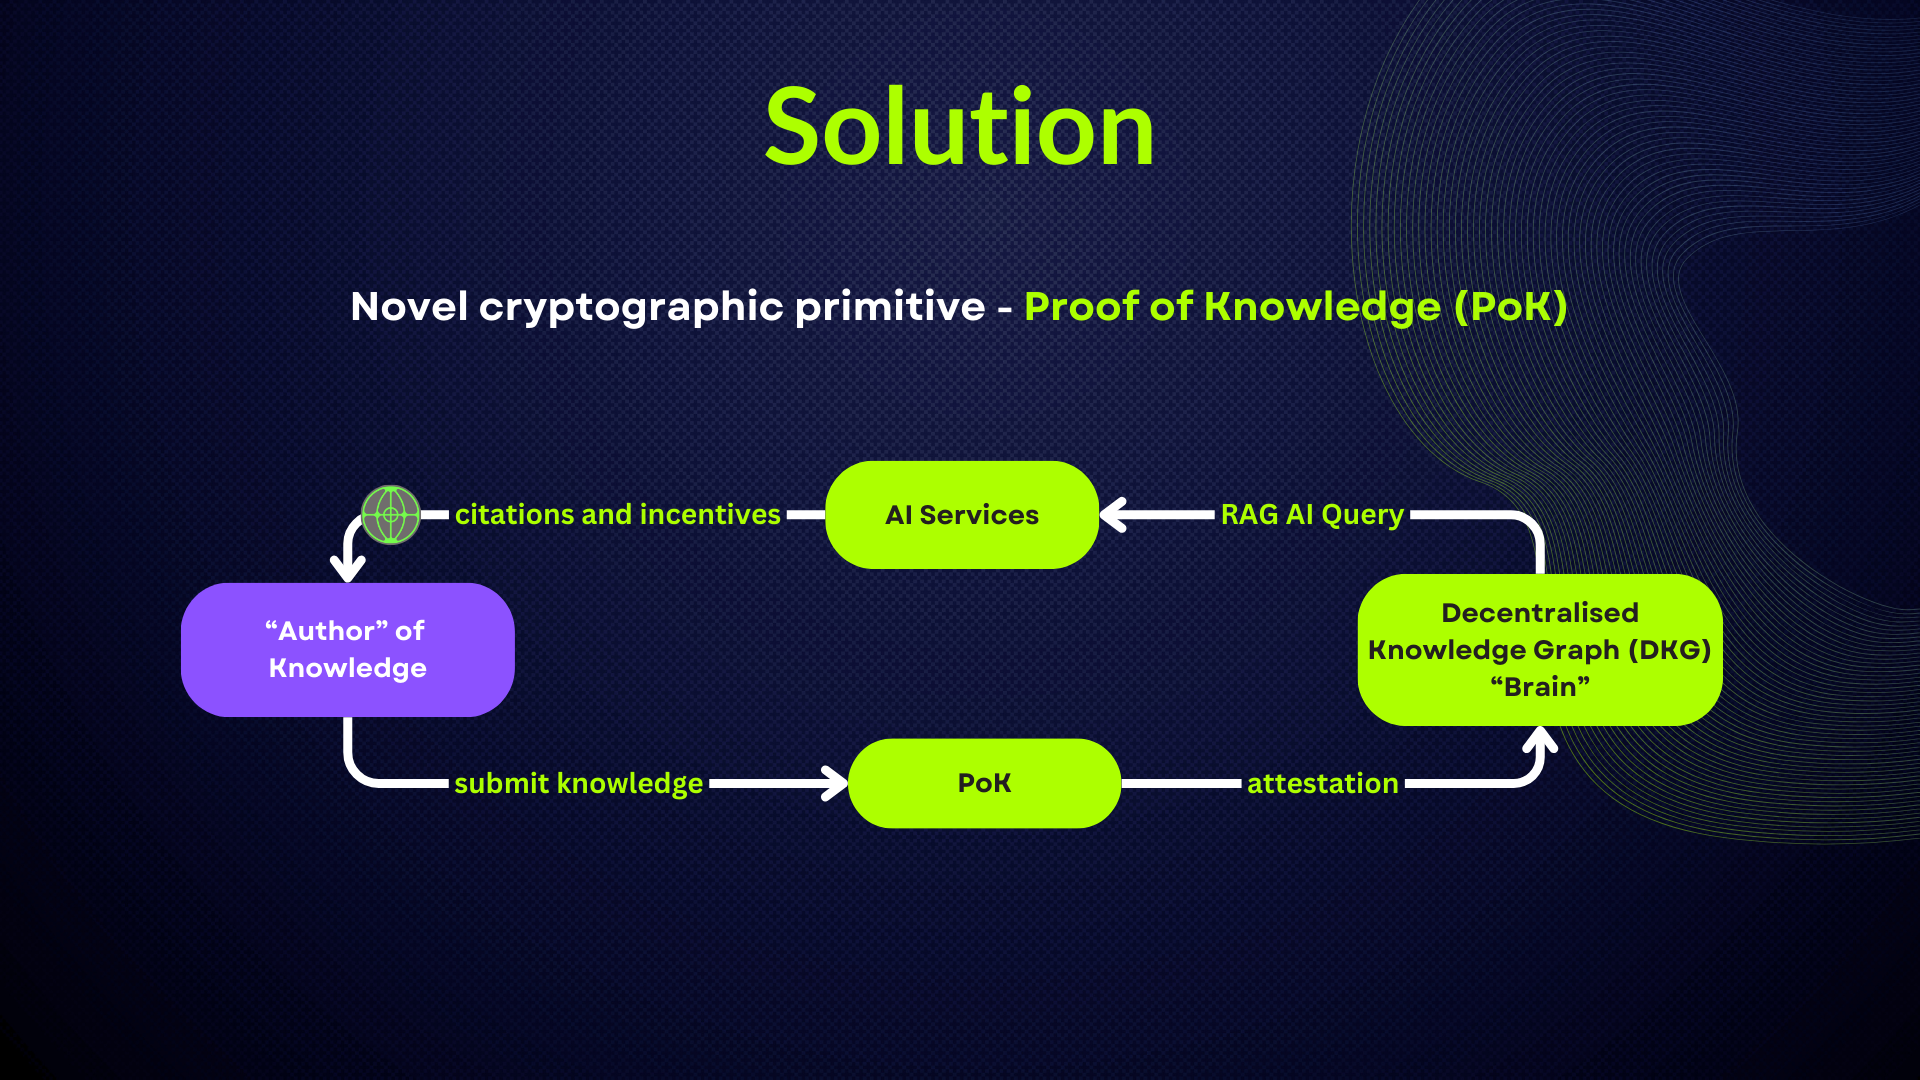 Solution
Novel cryptographic primitive - Proof of Knowledge (PoK)
citations and incentives
AI Services
RAG AI Query
“Author” of
Knowledge
Decentralised
Knowledge Graph (DKG)
“Brain”
submit knowledge
PoK
attestation